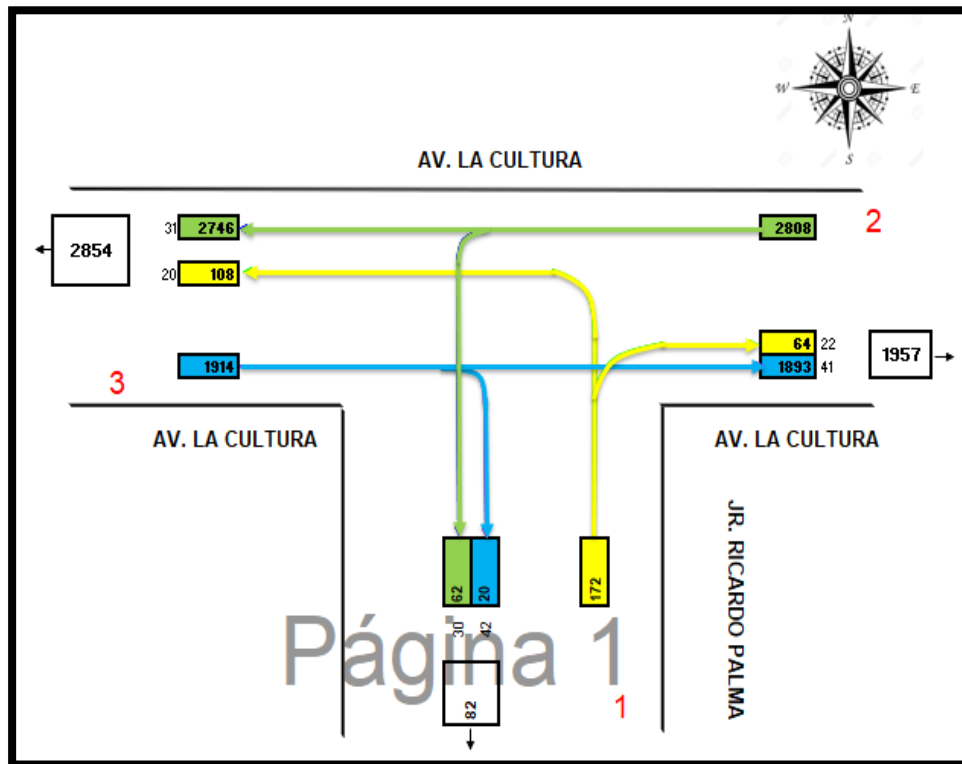 N
W E
S
AV. LA CULTURA
2854
31 2746
2808
2
20 108
64 22
1914
1893 41
1957
3
AV. LA CULTURA
AV. LA CULTURA
JR. RICARDO PALMA
62 20
172
30 42
Página 1
82
1